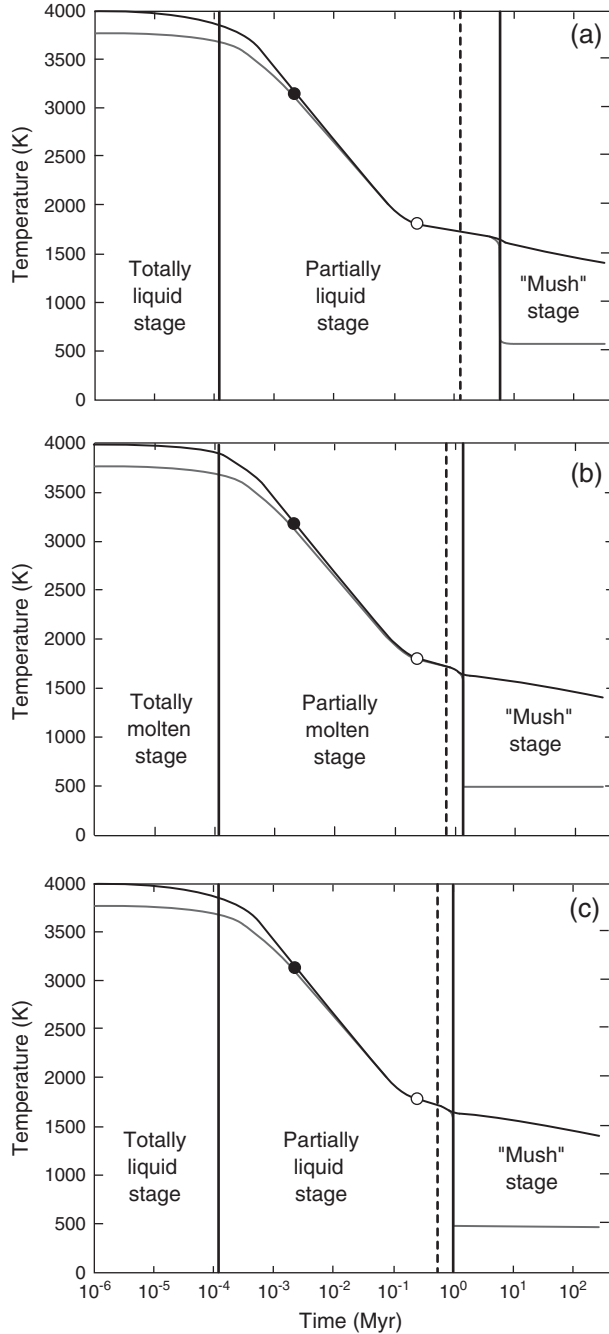 (a)
Temperature (K)
4000
3500
3000
2500
2000
1500
1000
500
0
Totally
liquid
stage
Partially
liquid
stage
"Mush"
stage
(b)
Temperature (K)
4000
3500
3000
2500
2000
1500
1000
500
0
Totally
molten
stage
Partially
molten
stage
"Mush"
stage
(c)
Temperature (K)
4000
3500
3000
2500
2000
1500
1000
500
0
Totally
liquid
stage
Partially
liquid
stage
"Mush"
stage
10⁻⁶ 10⁻⁵ 10⁻⁴ 10⁻³ 10⁻² 10⁻¹ 10⁰ 10¹ 10²
Time (Myr)